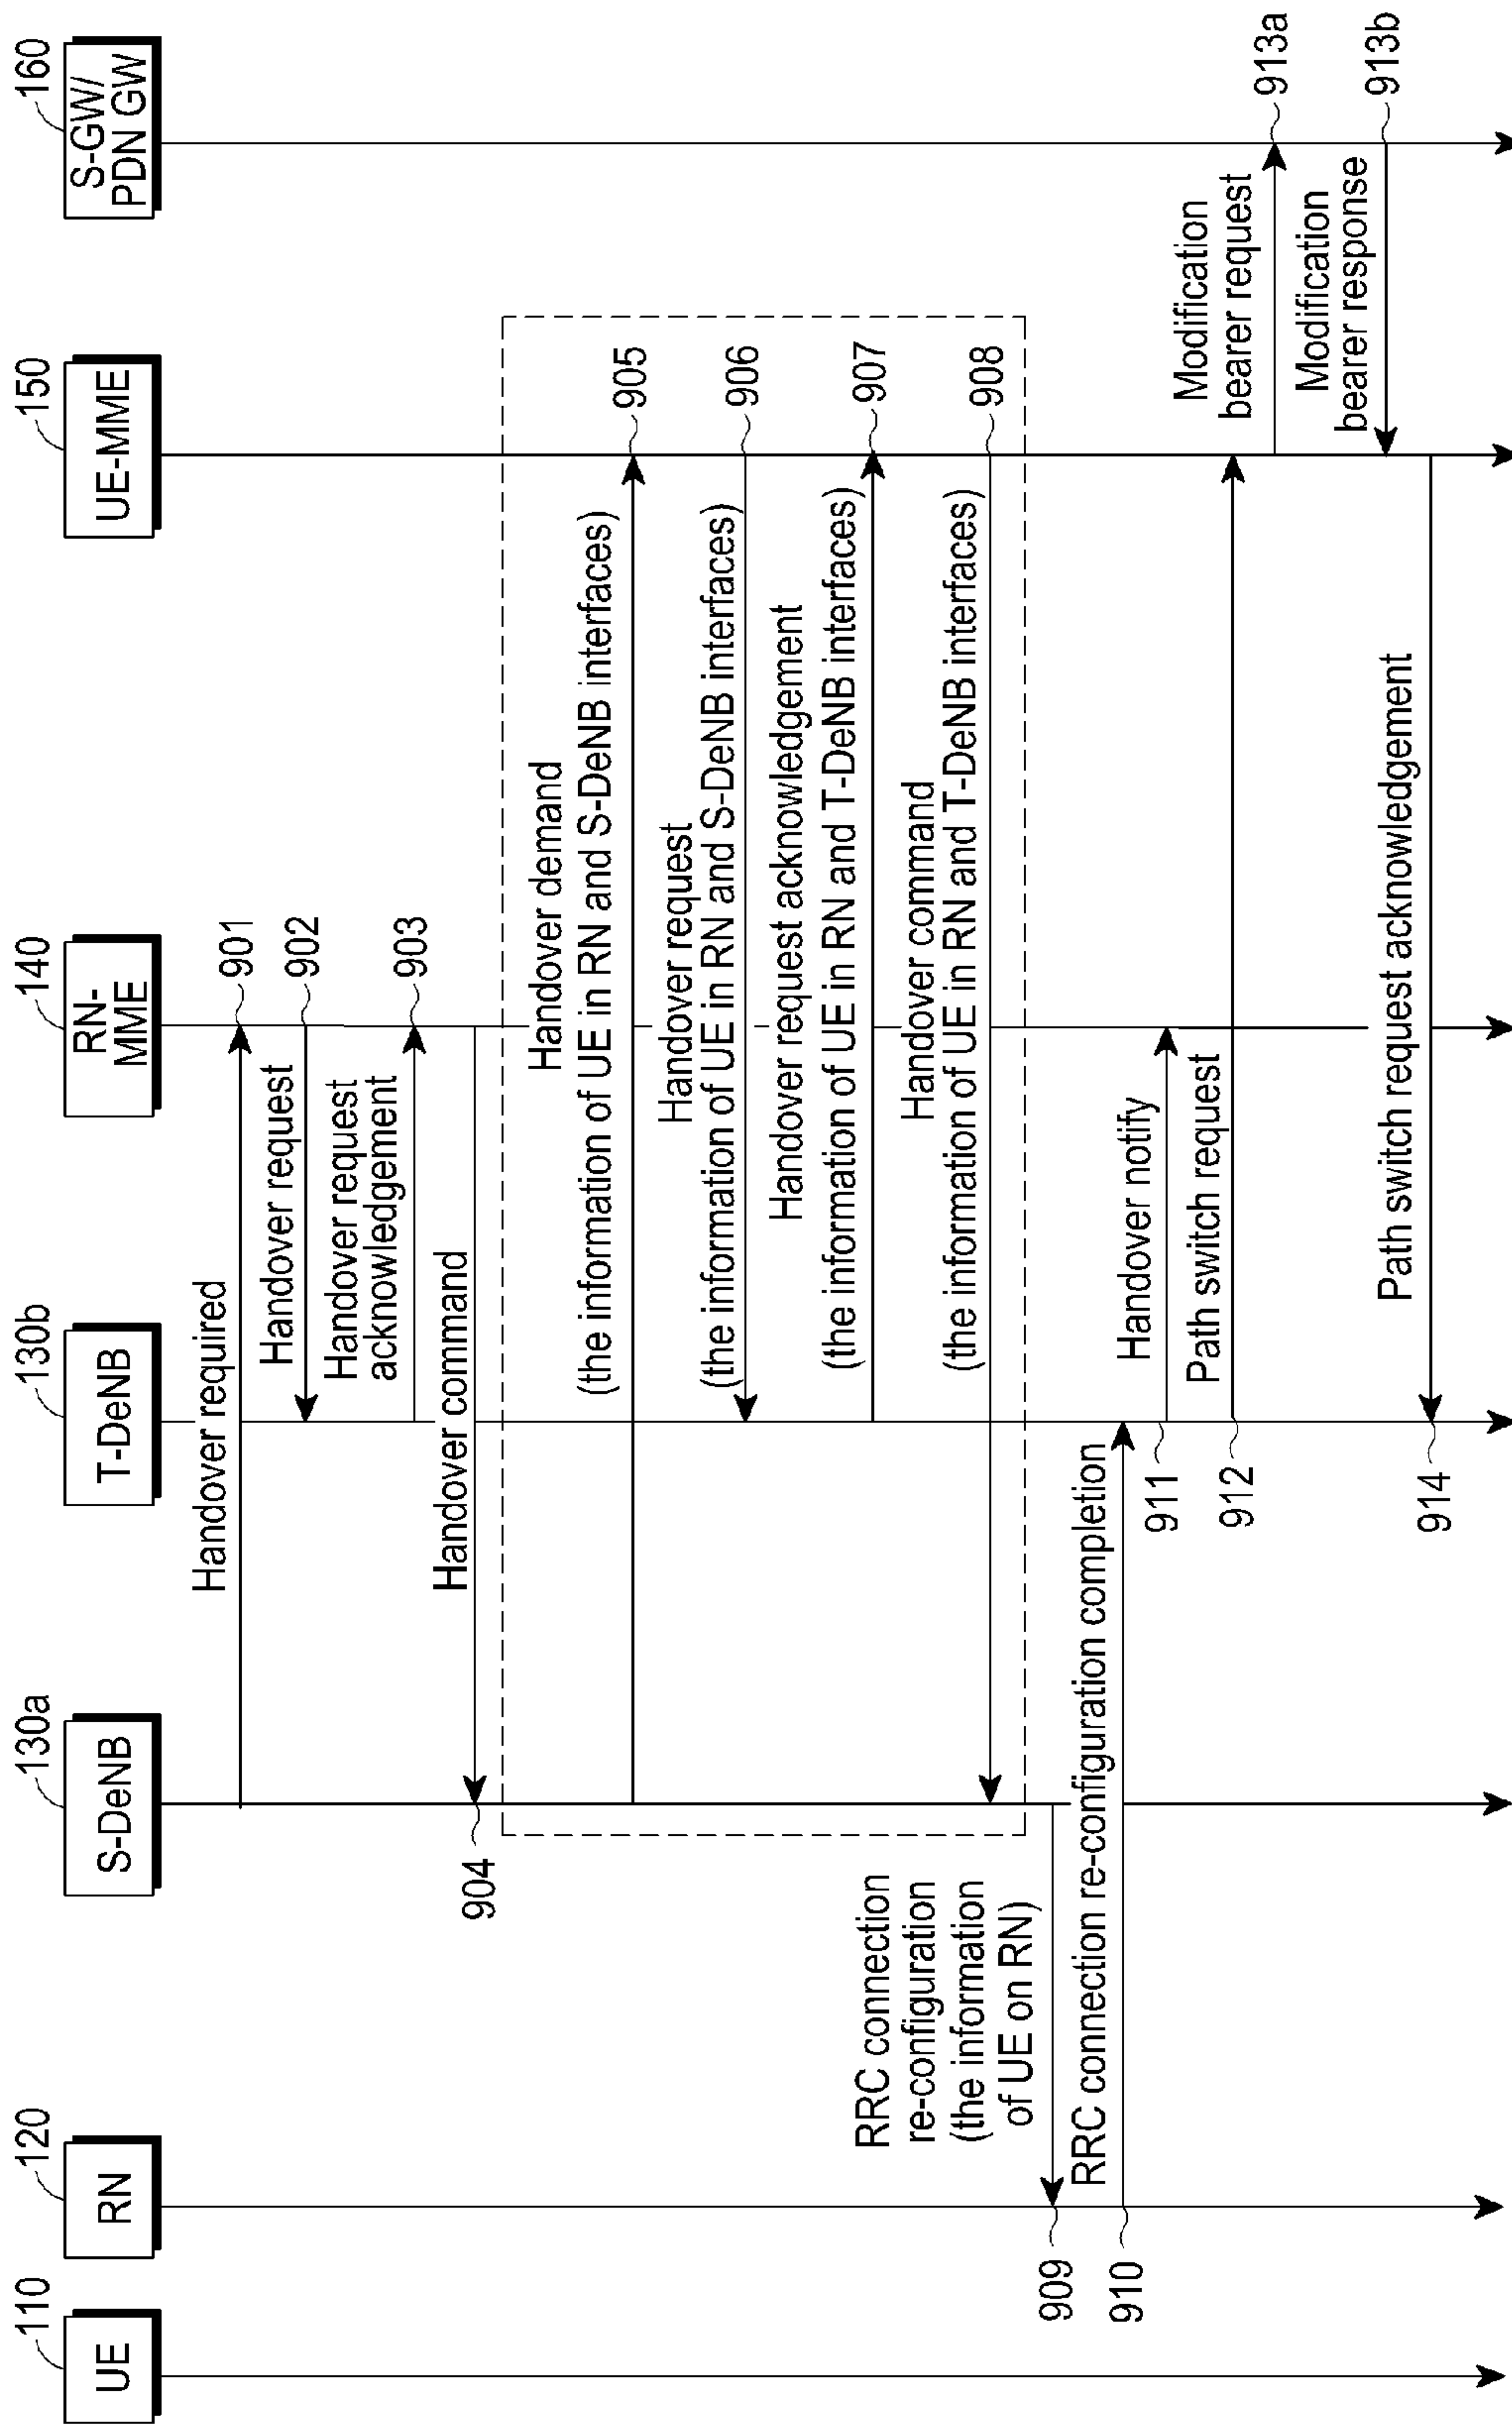 110
UE
120
RN
130a
S-DeNB
130b
T-DeNB
140
RN-
MME
150
UE-MME
160
S-GW/
PDN GW
Handover required
901
Handover request
902
Handover request
acknowledgement
903
Handover command
904
Handover demand
(the information of UE in RN and S-DeNB interfaces)
905
Handover request
(the information of UE in RN and S-DeNB interfaces)
906
Handover request acknowledgement
(the information of UE in RN and T-DeNB interfaces)
907
Handover command
(the information of UE in RN and T-DeNB interfaces)
908
RRC connection
re-configuration
(the information
of UE on RN)
909
RRC connection re-configuration completion
910
Handover notify
911
Path switch request
912
Modification
bearer request
913a
Modification
bearer response
913b
Path switch request acknowledgement
914